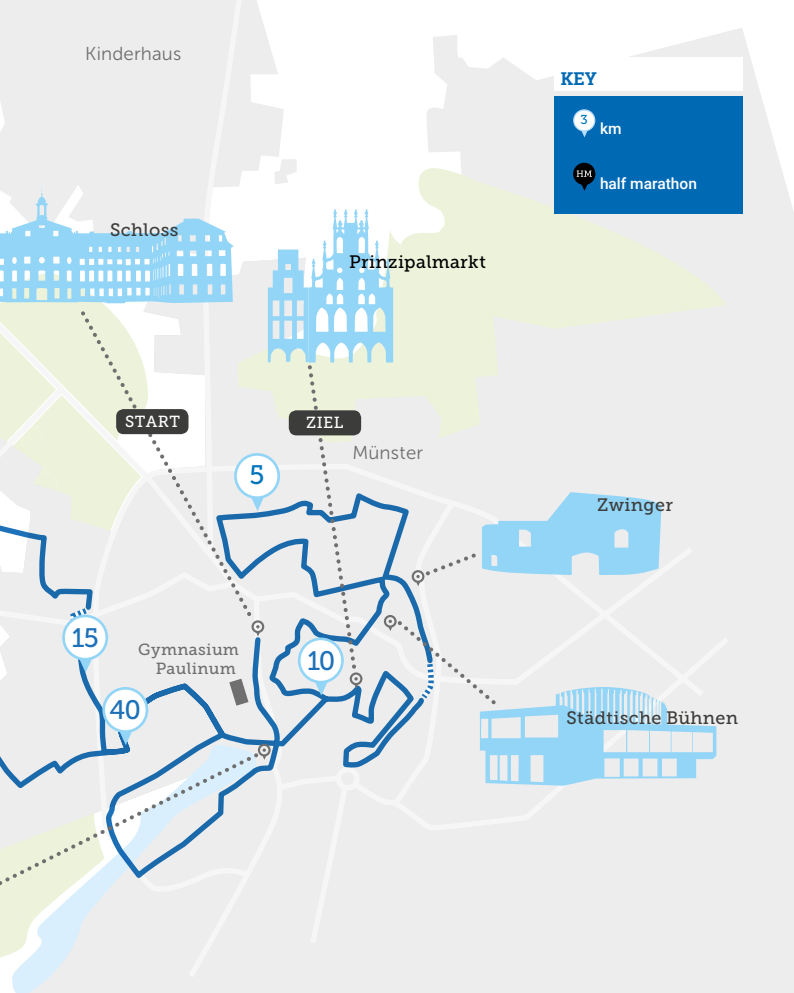 Kinderhaus
KEY
3 km
HM half marathon
Schloss
Prinzipalmarkt
START
ZIEL
Münster
5
Zwinger
15
Gymnasium
Paulinum
10
40
Städtische Bühnen